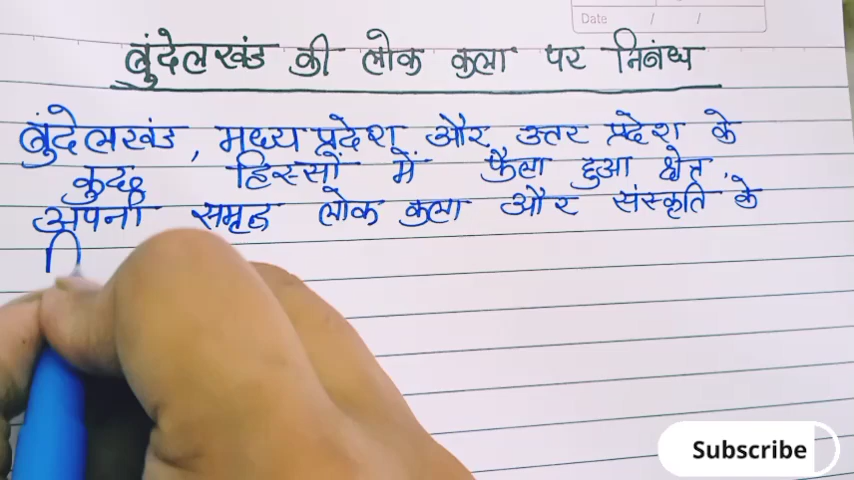 Date / /
बुंदेलखंड की लोक कला पर निबंध
बुंदेलखंड, मध्य प्रदेश और उत्तर प्रदेश के
कुछ हिस्सों में फैला हुआ क्षेत्र,
अपनी समृद्ध लोक कला और संस्कृति के
Subscribe